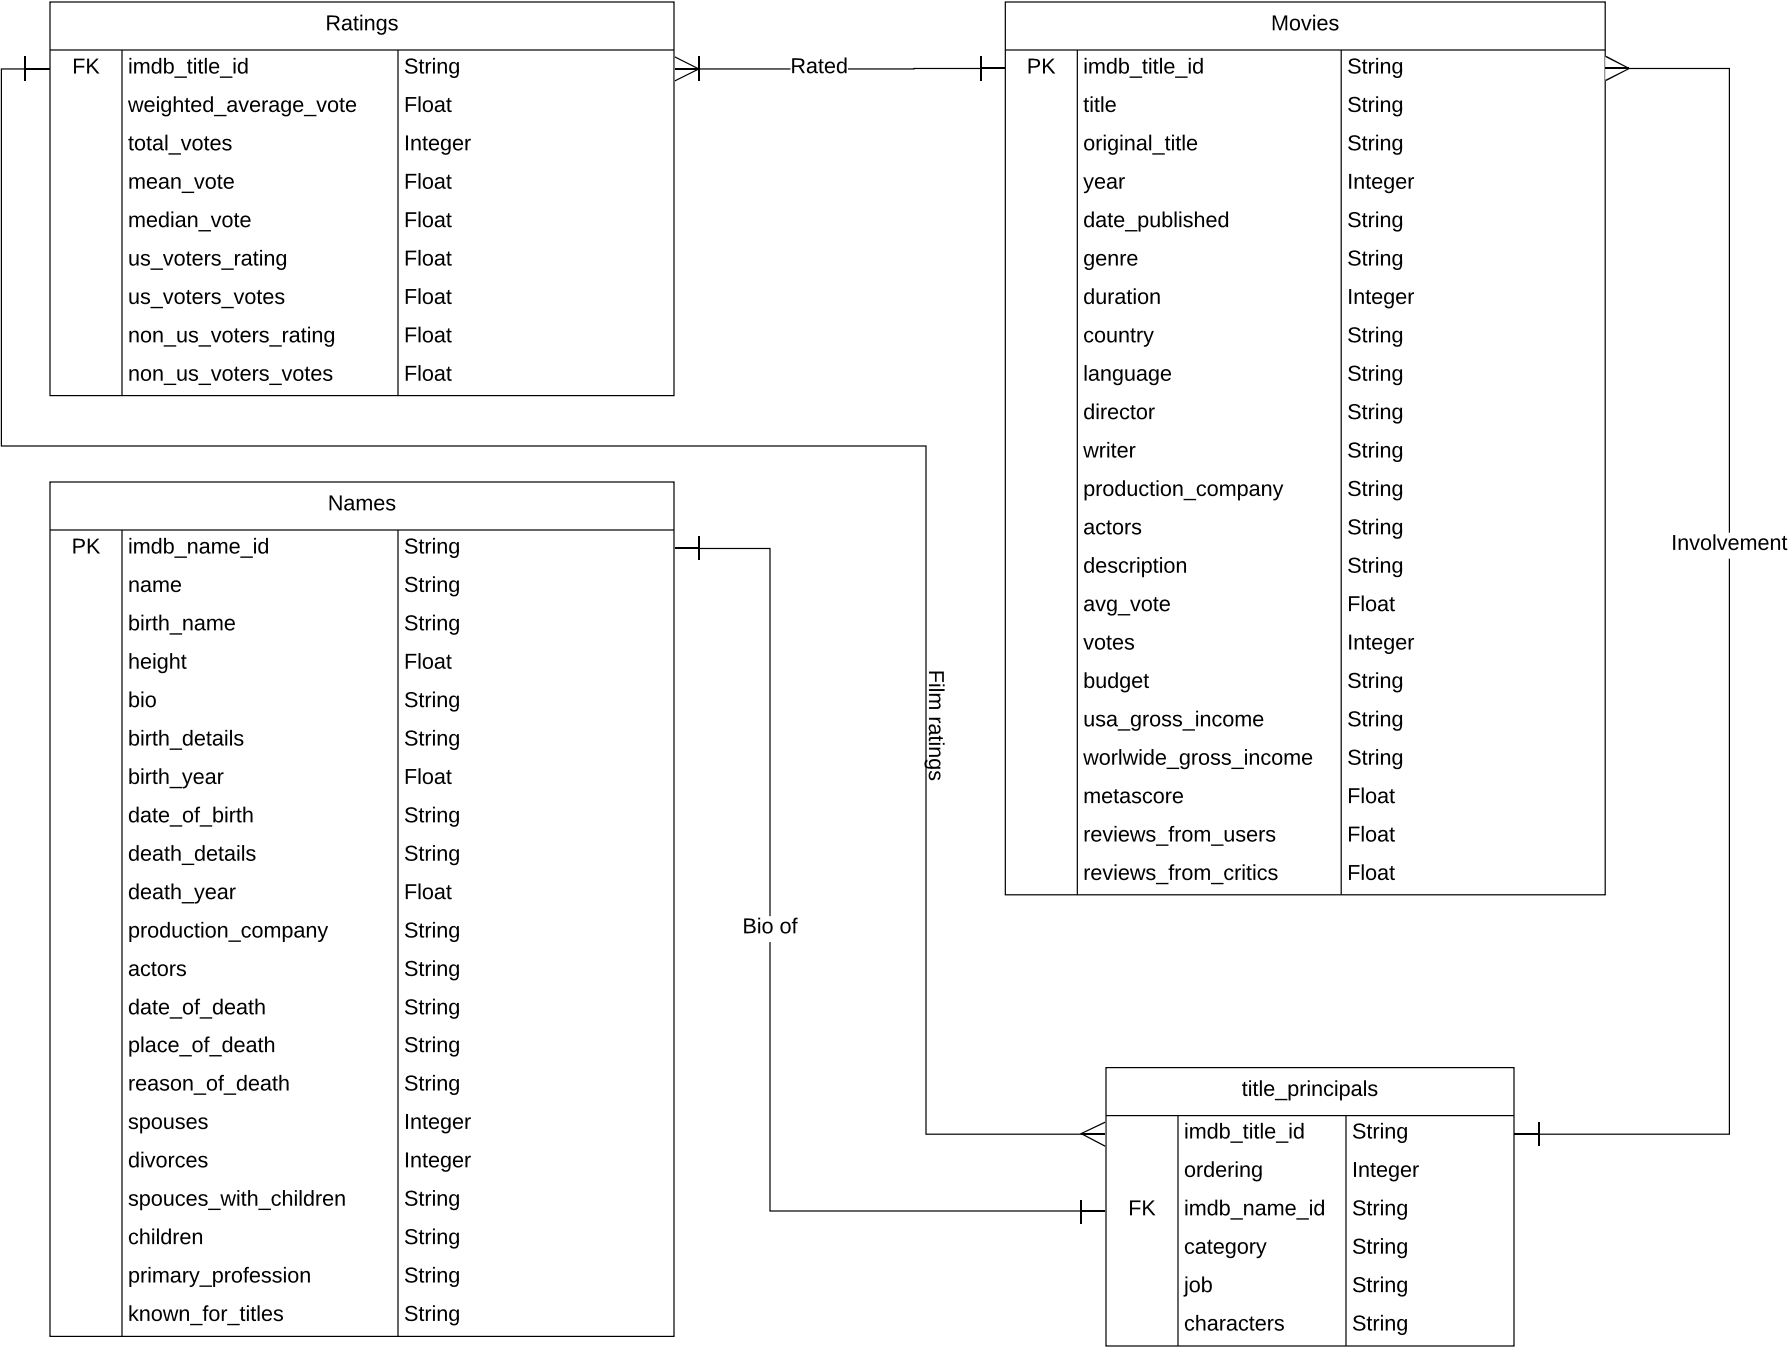 Ratings
FK imdb_title_id String
weighted_average_vote Float
total_votes Integer
mean_vote Float
median_vote Float
us_voters_rating Float
us_voters_votes Float
non_us_voters_rating Float
non_us_voters_votes Float
Rated
Movies
PK imdb_title_id String
title String
original_title String
year Integer
date_published String
genre String
duration Integer
country String
language String
director String
writer String
production_company String
actors String
description String
avg_vote Float
votes Integer
budget String
usa_gross_income String
worlwide_gross_income String
metascore Float
reviews_from_users Float
reviews_from_critics Float
Involvement
Names
PK imdb_name_id String
name String
birth_name String
height Float
bio String
birth_details String
birth_year Float
date_of_birth String
death_details String
death_year Float
production_company String
actors String
date_of_death String
place_of_death String
reason_of_death String
spouses Integer
divorces Integer
spouces_with_children String
children String
primary_profession String
known_for_titles String
Bio of
Film ratings
title_principals
imdb_title_id String
ordering Integer
FK imdb_name_id String
category String
job String
characters String